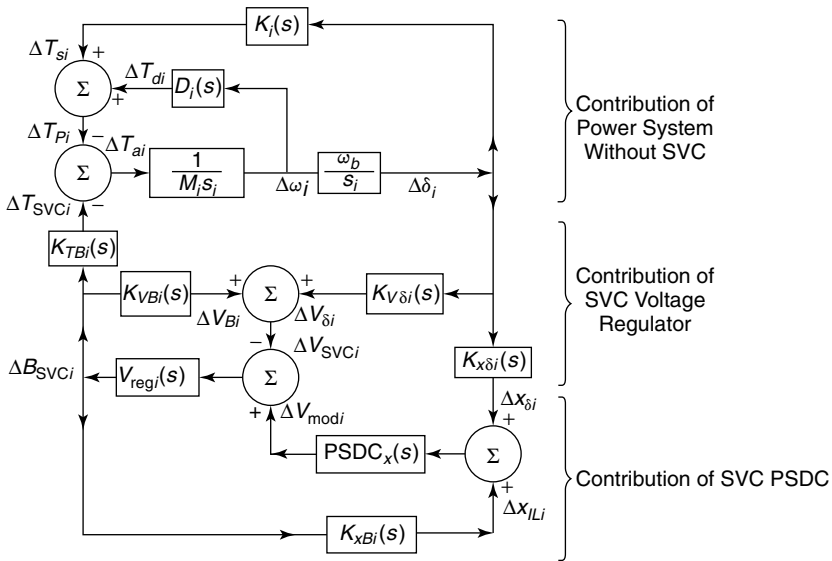 K_i(s)
ΔT_si
+
ΔT_di
D_i(s)
Σ
+
Contribution of
Power System
Without SVC
ΔT_Pi
−
ΔT_ai
Σ
1
M_i s_i
Δω_i
ω_b
s_i
Δδ_i
ΔT_SVCi
−
K_TBi(s)
K_VBi(s)
+
Σ
+
K_Vδi(s)
Contribution of
SVC Voltage
Regulator
ΔV_Bi
ΔV_δi
−
ΔV_SVCi
K_xδi(s)
ΔB_SVCi
V_regi(s)
Σ
Δx_δi
+
ΔV_modi
+
PSDC_x(s)
Σ
Contribution of SVC PSDC
+
Δx_ILi
K_xBi(s)